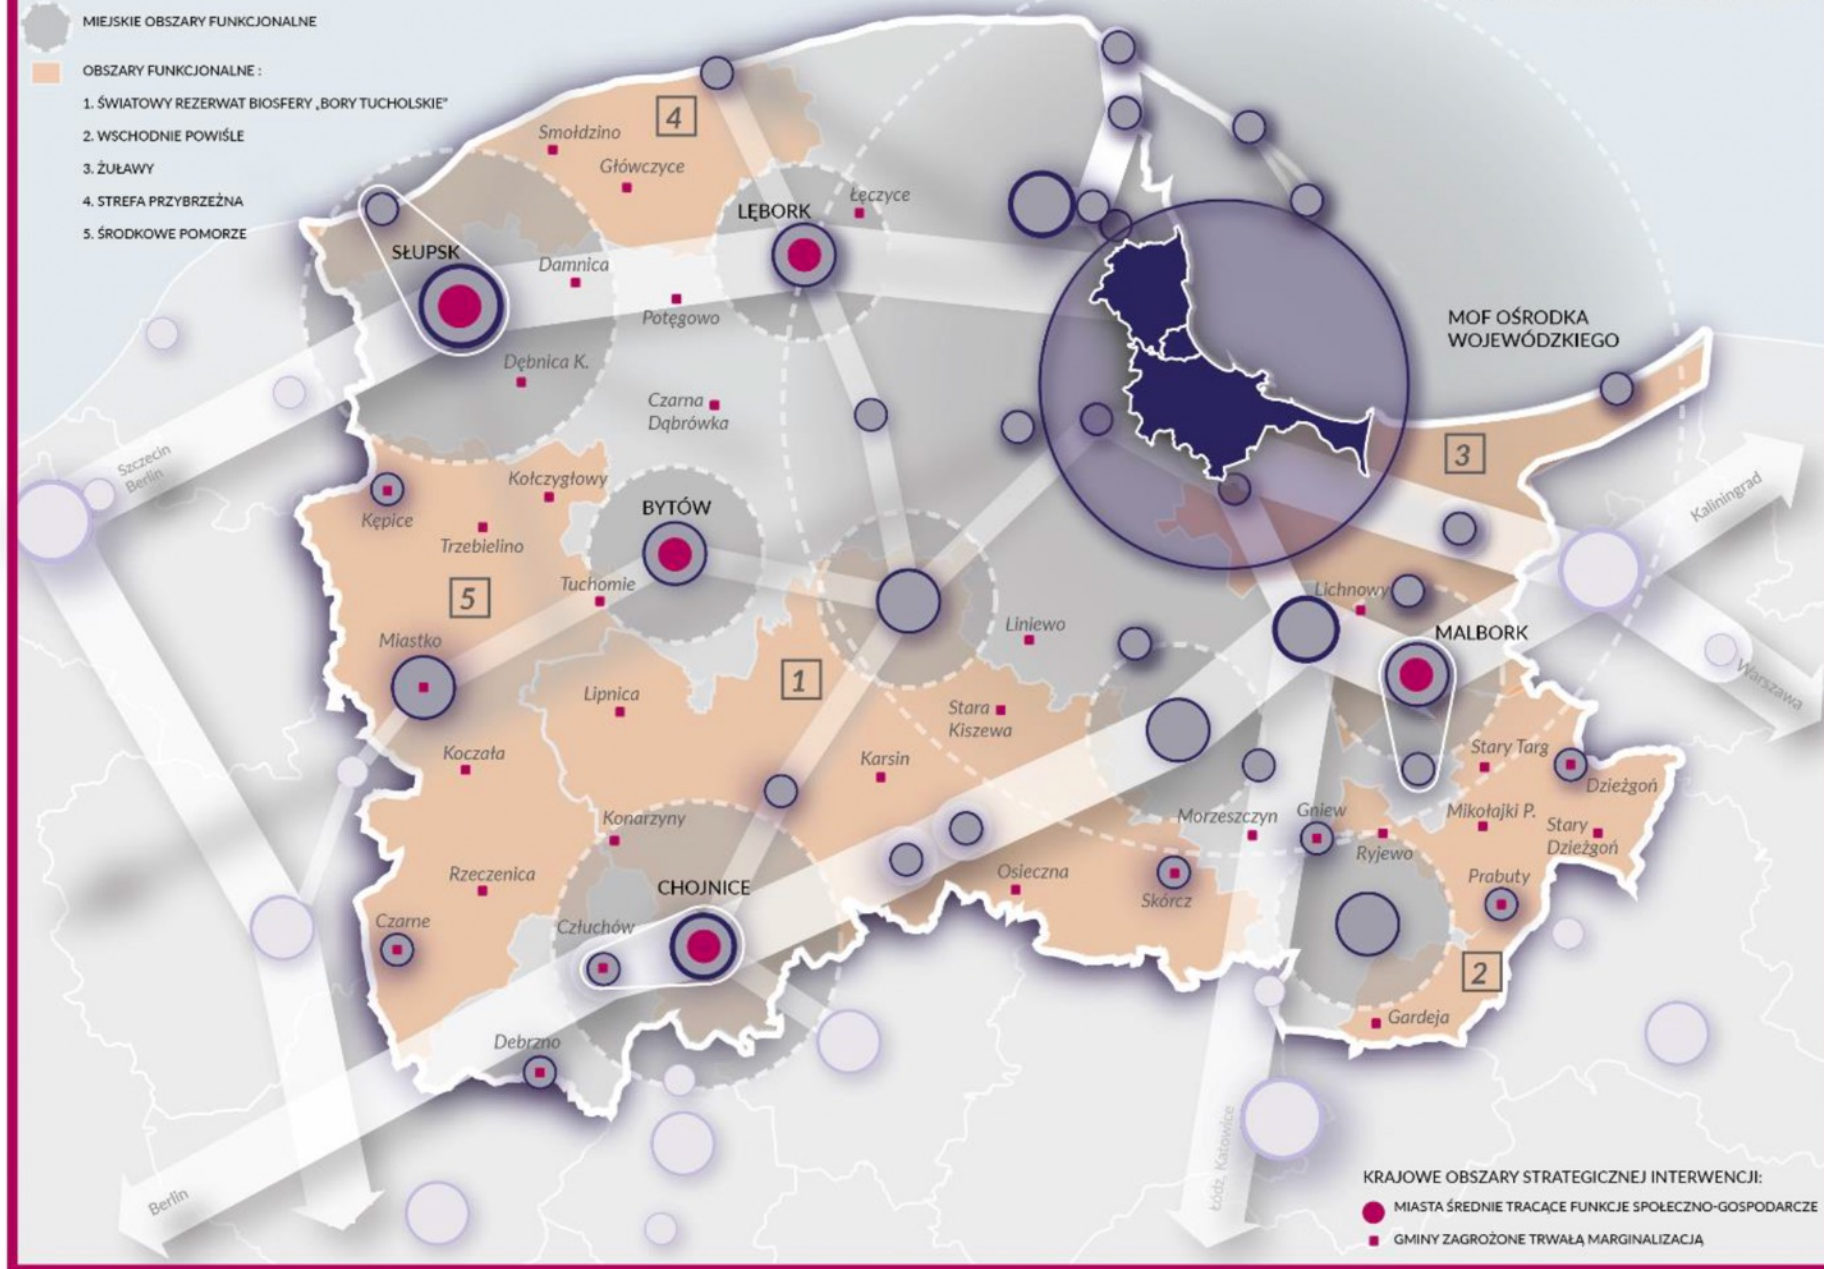 MIEJSKIE OBSZARY FUNKCJONALNE
OBSZARY FUNKCJONALNE :
1. ŚWIATOWY REZERWAT BIOSFERY „BORY TUCHOLSKIE"
2. WSCHODNIE POWIŚLE
3. ŻUŁAWY
4. STREFA PRZYBRZEŻNA
5. ŚRODKOWE POMORZE
4
Smołdzino
Główczyce
Łęczyce
LĘBORK
SŁUPSK
Damnica
Potęgowo
MOF OŚRODKA
WOJEWÓDZKIEGO
Dębnica K.
Czarna
Dąbrówka
3
Szczecin
Berlin
Kaliningrad
Kępice
Kołczygłowy
BYTÓW
Trzebielino
Tuchomie
5
Lichnowy
Liniewo
MALBORK
Miastko
1
Lipnica
Stara
Kiszewa
Warszawa
Koczała
Karsin
Stary Targ
Dzieżgoń
Konarzyny
Morzeszczyn
Gniew
Mikołajki P.
Stary
Dzieżgoń
Ryjewo
Rzeczenica
CHOJNICE
Osieczna
Skórcz
Prabuty
Czarne
Człuchów
2
Gardeja
Debrzno
Berlin
Łódź, Katowice
KRAJOWE OBSZARY STRATEGICZNEJ INTERWENCJI:
MIASTA ŚREDNIE TRACĄCE FUNKCJE SPOŁECZNO-GOSPODARCZE
GMINY ZAGROŻONE TRWAŁĄ MARGINALIZACJĄ